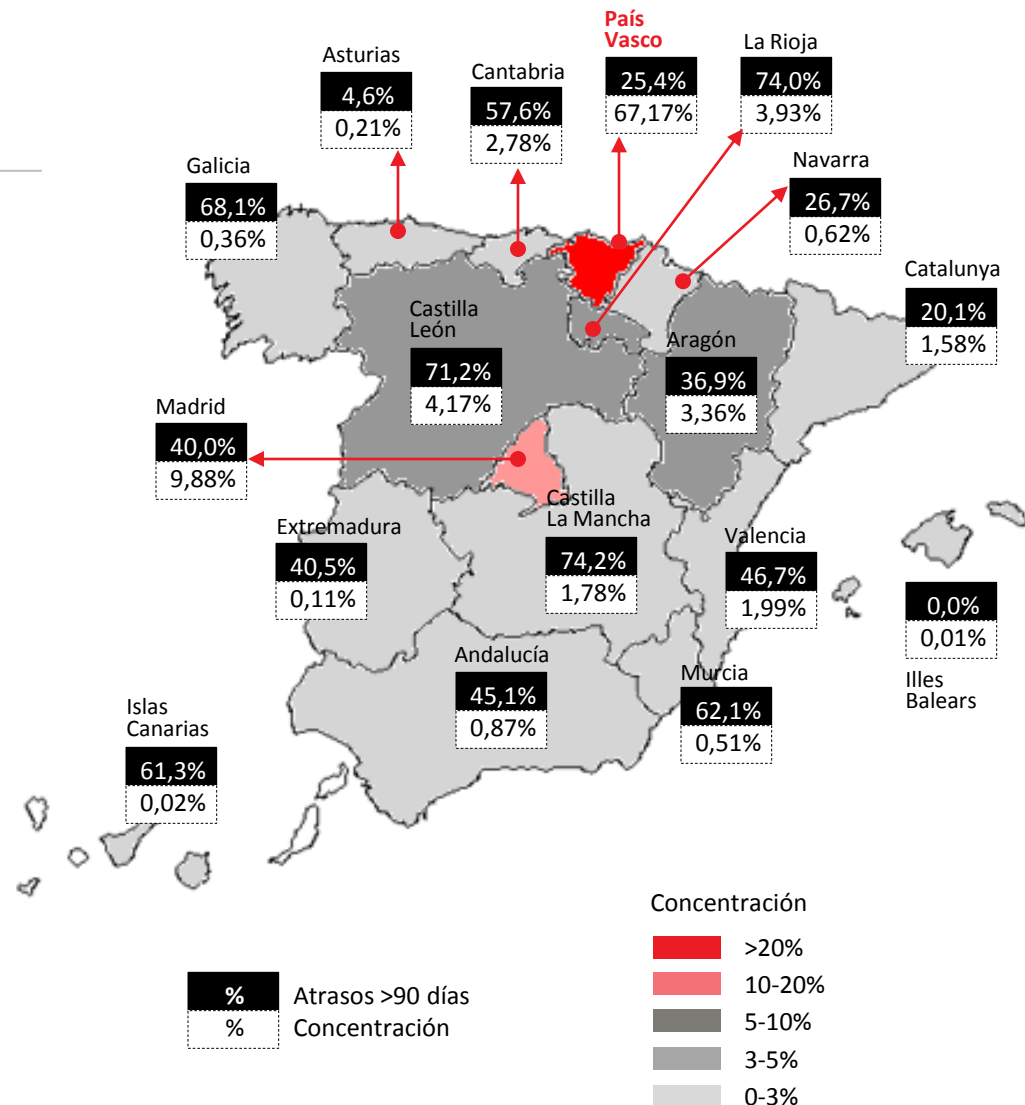 País
Vasco
25,4%
67,17%
La Rioja
74,0%
3,93%
Asturias
4,6%
0,21%
Cantabria
57,6%
2,78%
Navarra
26,7%
0,62%
Galicia
68,1%
0,36%
Catalunya
20,1%
1,58%
Castilla
León
71,2%
4,17%
Aragón
36,9%
3,36%
Madrid
40,0%
9,88%
Castilla
La Mancha
74,2%
1,78%
Extremadura
40,5%
0,11%
Valencia
46,7%
1,99%
0,0%
0,01%
Illes
Balears
Andalucía
45,1%
0,87%
Murcia
62,1%
0,51%
Islas
Canarias
61,3%
0,02%
% Atrasos >90 días
% Concentración
Concentración
>20%
10-20%
5-10%
3-5%
0-3%